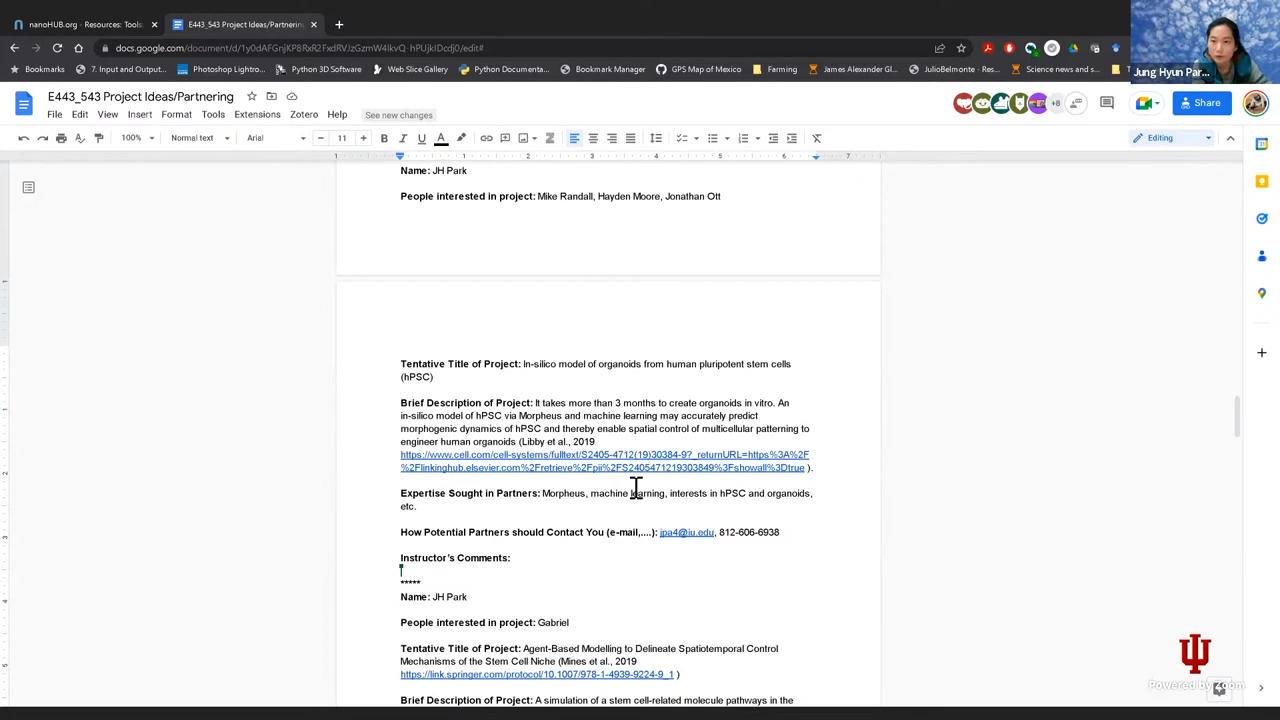 nanoHUB.org - Resources: Tools:
E443_543 Project Ideas/Partnering
docs.google.com/document/d/1y0dAFGnjKP8RxR2FxdRVJzGzmW4lkvQ-hPUjkIDcdj0/edit#
Bookmarks
7. Input and Output...
Photoshop Lightro...
Python 3D Software
Web Slice Gallery
Python Documenta...
Bookmark Manager
GPS Map of Mexico
Farming
James Alexander Gl...
JulioBelmonte - Res...
Science news and s...
Jung Hyun Par...
E443_543 Project Ideas/Partnering
File Edit View Insert Format Tools Extensions Zotero Help
See new changes
+8
Share
100%
Normal text
Arial
11
Editing
1 1 2 3 4 5 6 7
Name: JH Park
People interested in project: Mike Randall, Hayden Moore, Jonathan Ott
Tentative Title of Project: In-silico model of organoids from human pluripotent stem cells
(hPSC)
Brief Description of Project: It takes more than 3 months to create organoids in vitro. An
in-silico model of hPSC via Morpheus and machine learning may accurately predict
morphogenic dynamics of hPSC and thereby enable spatial control of multicellular patterning to
engineer human organoids (Libby et al., 2019
https://www.cell.com/cell-systems/fulltext/S2405-4712(19)30384-9?_returnURL=https%3A%2F
%2Flinkinghub.elsevier.com%2Fretrieve%2Fpii%2FS2405471219303849%3Fshowall%3Dtrue ).
Expertise Sought in Partners: Morpheus, machine learning, interests in hPSC and organoids,
etc.
How Potential Partners should Contact You (e-mail,....): jpa4@iu.edu, 812-606-6938
Instructor's Comments:
*****
Name: JH Park
People interested in project: Gabriel
Tentative Title of Project: Agent-Based Modelling to Delineate Spatiotemporal Control
Mechanisms of the Stem Cell Niche (Mines et al., 2019
https://link.springer.com/protocol/10.1007/978-1-4939-9224-9_1 )
Brief Description of Project: A simulation of a stem cell-related molecule pathways in the
Powered by Zoom